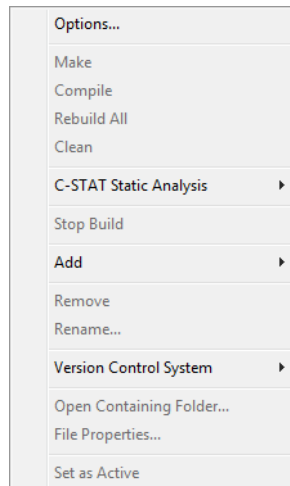 Options...
Make
Compile
Rebuild All
Clean
C-STAT Static Analysis
Stop Build
Add
Remove
Rename...
Version Control System
Open Containing Folder...
File Properties...
Set as Active